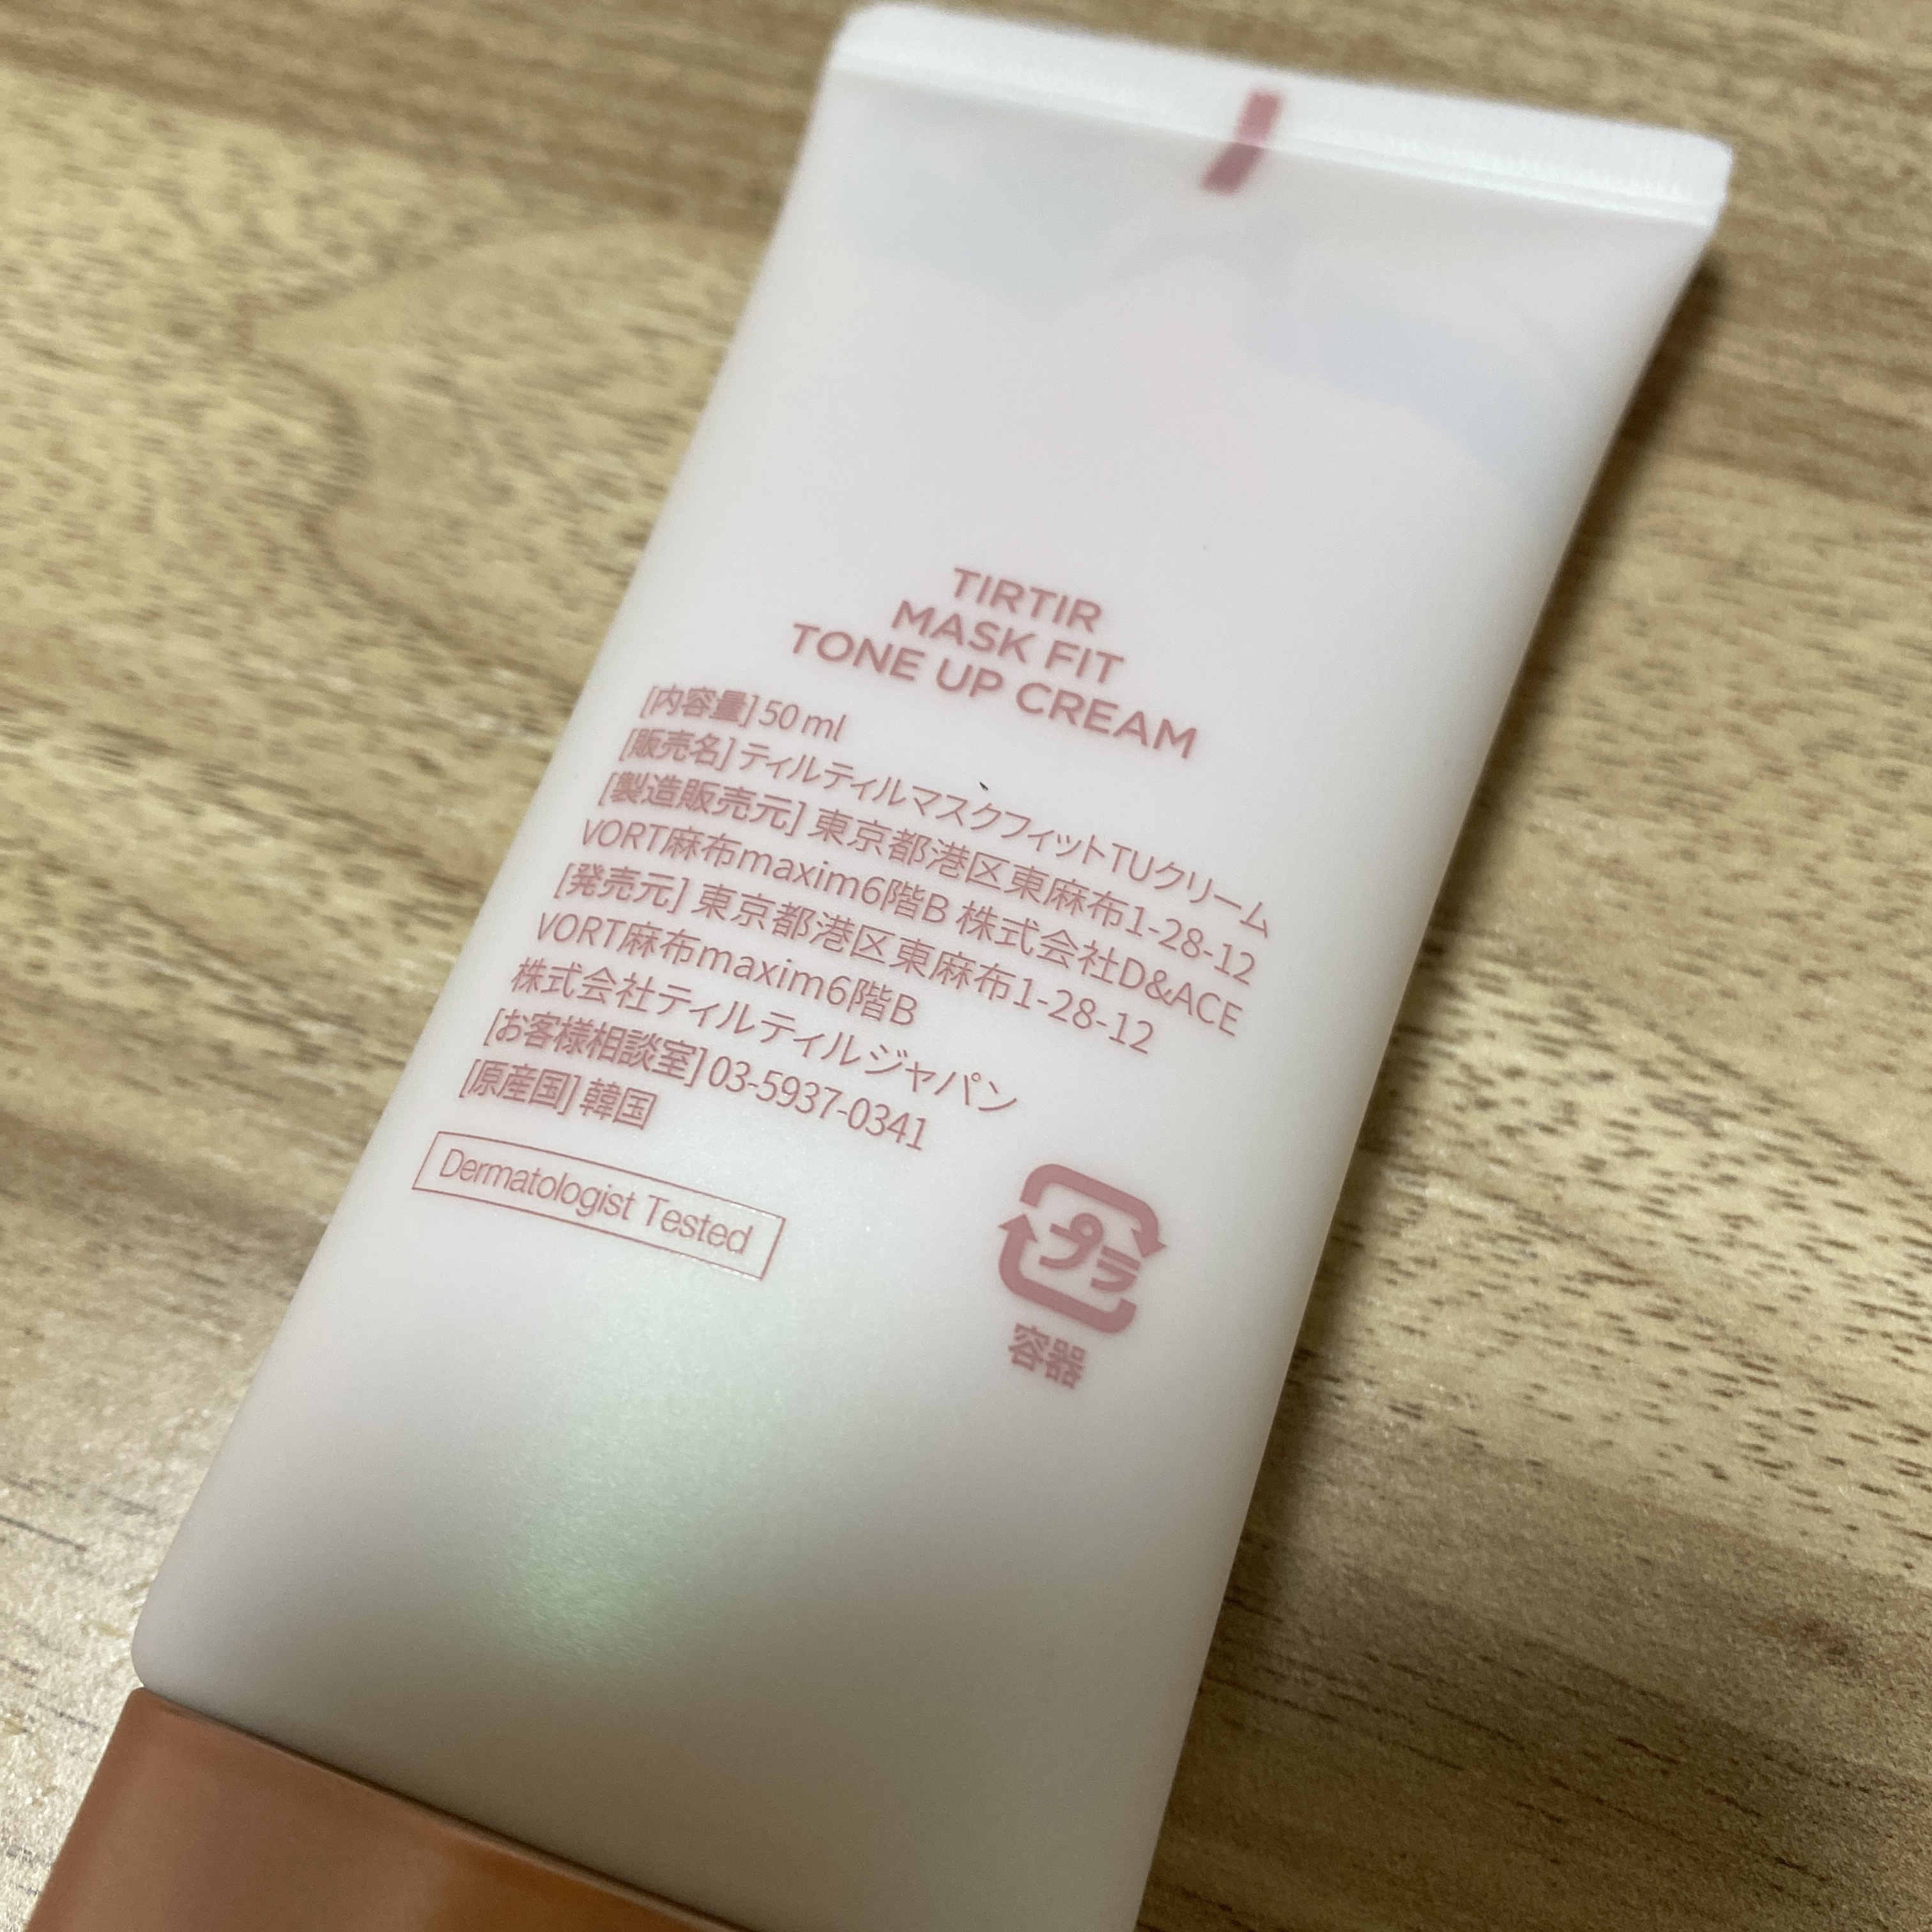 TIRTIR
MASK FIT
TONE UP CREAM
[内容量] 50 ml
[販売名] ティルティルマスクフィットTUクリーム
[製造販売元] 東京都港区東麻布1-28-12
VORT麻布maxim6階B 株式会社D&ACE
[発売元] 東京都港区東麻布1-28-12
VORT麻布maxim6階B
株式会社ティルティルジャパン
[お客様相談室] 03-5937-0341
[原産国] 韓国
Dermatologist Tested
プラ
容器